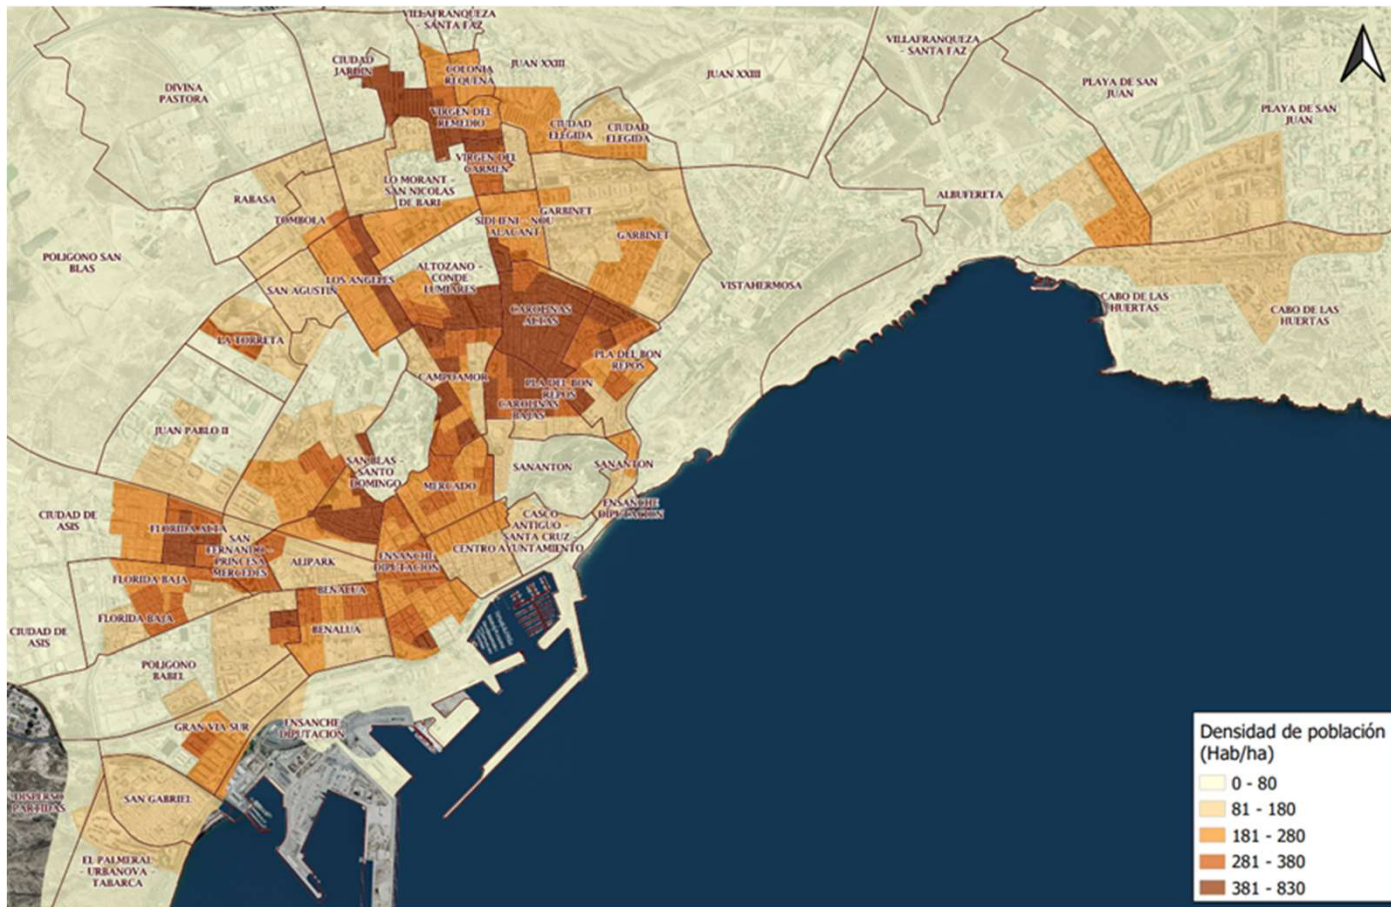 VILLAFRANQUEZA
- SANTA FAZ
CIUDAD
JARDIN
COLONIA
REQUENA
JUAN XXIII
JUAN XXIII
VILLAFRANQUEZA
- SANTA FAZ
PLAYA DE SAN
JUAN
PLAYA DE SAN
JUAN
DIVINA
PASTORA
VIRGEN DEL
REMEDIO
CIUDAD
ELEGIDA
CIUDAD
ELEGIDA
VIRGEN DEL
CARMEN
LO MORANT -
SAN NICOLAS
DE BARI
RABASA
TOMBOLA
SIDI IFNI - NOU
ALACANT
GARBINET
GARBINET
ALBUFERETA
POLIGONO SAN
BLAS
SAN AGUSTIN
LOS ANGELES
ALTOZANO -
CONDE
LUMIARES
VISTAHERMOSA
CAROLINAS
ALTAS
CABO DE LAS
HUERTAS
CABO DE LAS
HUERTAS
LA TORRETA
PLA DEL BON
REPOS
CAMPOAMOR
PLA DEL BON
REPOS
CAROLINAS
BAJAS
JUAN PABLO II
SAN BLAS -
SANTO
DOMINGO
SANANTON
SANANTON
MERCADO
CIUDAD DE
ASIS
FLORIDA ALTA
SAN
FERNANDO -
PRINCESA
MERCEDES
CASCO
ANTIGUO -
SANTA CRUZ -
AYUNTAMIENTO
CENTRO
ENSANCHE
DIPUTACION
ALIPARK
ENSANCHE
DIPUTACION
FLORIDA BAJA
BENALUA
FLORIDA BAJA
BENALUA
CIUDAD DE
ASIS
POLIGONO
BABEL
GRAN VIA SUR
ENSANCHE
DIPUTACION
DISPERSO
PARTIDAS
SAN GABRIEL
EL PALMERAL
- URBANOVA -
TABARCA
Densidad de población
(Hab/ha)
0 - 80
81 - 180
181 - 280
281 - 380
381 - 830